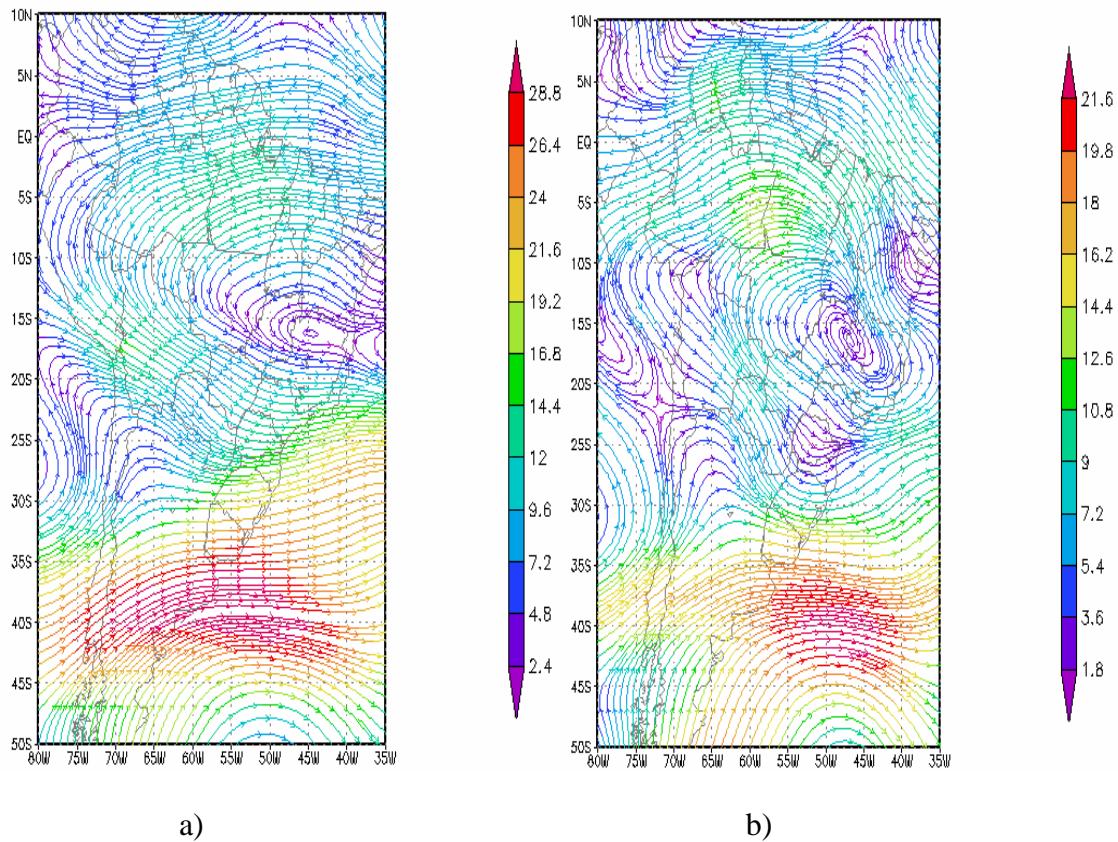 10N
5N
EQ
5S
10S
15S
20S
25S
30S
35S
40S
45S
50S
80W 75W 70W 65W 60W 55W 50W 45W 40W 35W
28.8
26.4
24
21.6
19.2
16.8
14.4
12
9.6
7.2
4.8
2.4
a)
10N
5N
EQ
5S
10S
15S
20S
25S
30S
35S
40S
45S
50S
80W 75W 70W 65W 60W 55W 50W 45W 40W 35W
21.6
19.8
18
16.2
14.4
12.6
10.8
9
7.2
5.4
3.6
1.8
b)